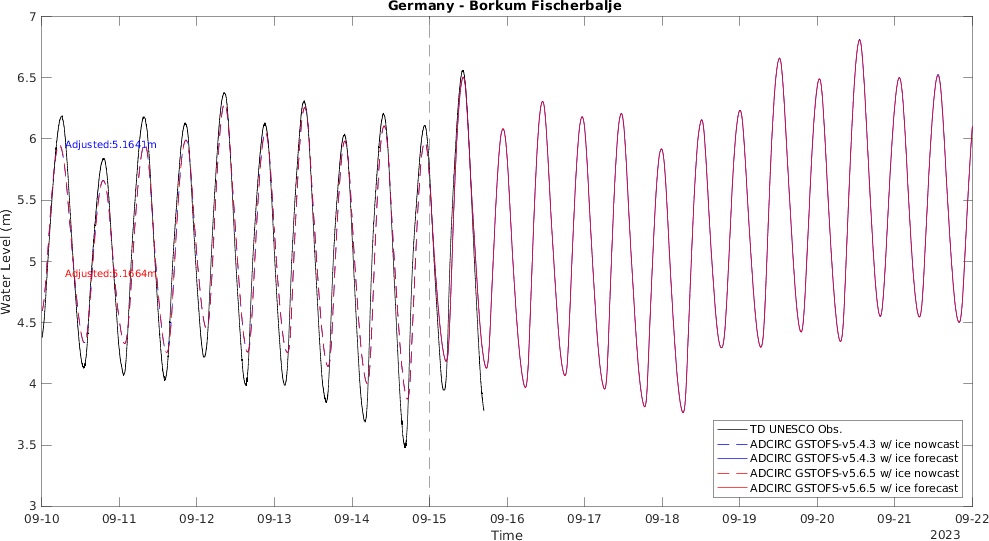 Germany - Borkum Fischerbalje
Water Level (m)
7
6.5
6
5.5
5
4.5
4
3.5
3
Adjusted:5.1641m
Adjusted:5.1664m
TD UNESCO Obs.
ADCIRC GSTOFS-v5.4.3 w/ ice nowcast
ADCIRC GSTOFS-v5.4.3 w/ ice forecast
ADCIRC GSTOFS-v5.6.5 w/ ice nowcast
ADCIRC GSTOFS-v5.6.5 w/ ice forecast
09-10 09-11 09-12 09-13 09-14 09-15 09-16 09-17 09-18 09-19 09-20 09-21 09-22
Time
2023